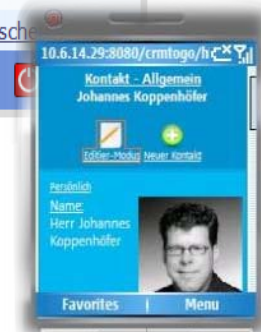 sche
10.6.14.29:8080/crmtogo/h
Kontakt - Allgemein
Johannes Koppenhöfer
Editier-Modus Neuer Kontakt
Persönlich
Name:
Herr Johannes
Koppenhöfer
Favorites Menu